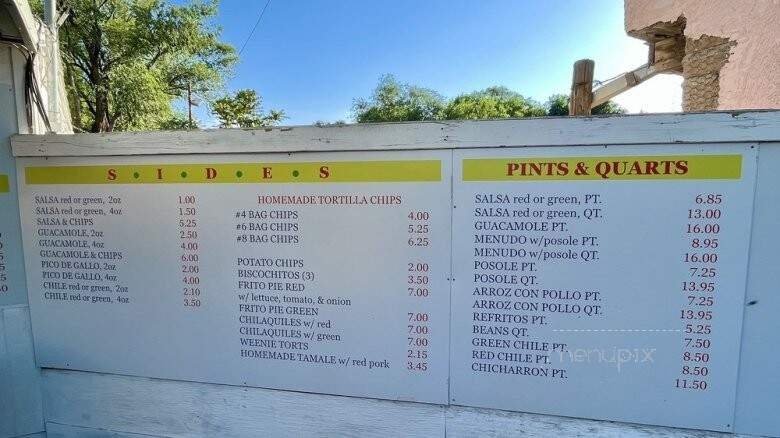 S • I • D • E • S
SALSA red or green, 2oz 1.00
SALSA red or green, 4oz 1.50
SALSA & CHIPS 5.25
GUACAMOLE, 2oz 2.50
GUACAMOLE, 4oz 4.00
GUACAMOLE & CHIPS 6.00
PICO DE GALLO, 2oz 2.00
PICO DE GALLO, 4oz 4.00
CHILE red or green, 2oz 2.10
CHILE red or green, 4oz 3.50
HOMEMADE TORTILLA CHIPS
#4 BAG CHIPS 4.00
#6 BAG CHIPS 5.25
#8 BAG CHIPS 6.25
POTATO CHIPS 2.00
BISCOCHITOS (3) 3.50
FRITO PIE RED 7.00
w/ lettuce, tomato, & onion
FRITO PIE GREEN 7.00
CHILAQUILES w/ red 7.00
CHILAQUILES w/ green 7.00
WEENIE TORTS 2.15
HOMEMADE TAMALE w/ red pork 3.45
PINTS & QUARTS
SALSA red or green, PT. 6.85
SALSA red or green, QT. 13.00
GUACAMOLE PT. 16.00
MENUDO w/posole PT. 8.95
MENUDO w/posole QT. 16.00
POSOLE PT. 7.25
POSOLE QT. 13.95
ARROZ CON POLLO PT. 7.25
ARROZ CON POLLO QT. 13.95
REFRITOS PT. 5.25
BEANS QT. 7.50
GREEN CHILE PT. 8.50
RED CHILE PT. 8.50
CHICHARRON PT. 11.50
menupix